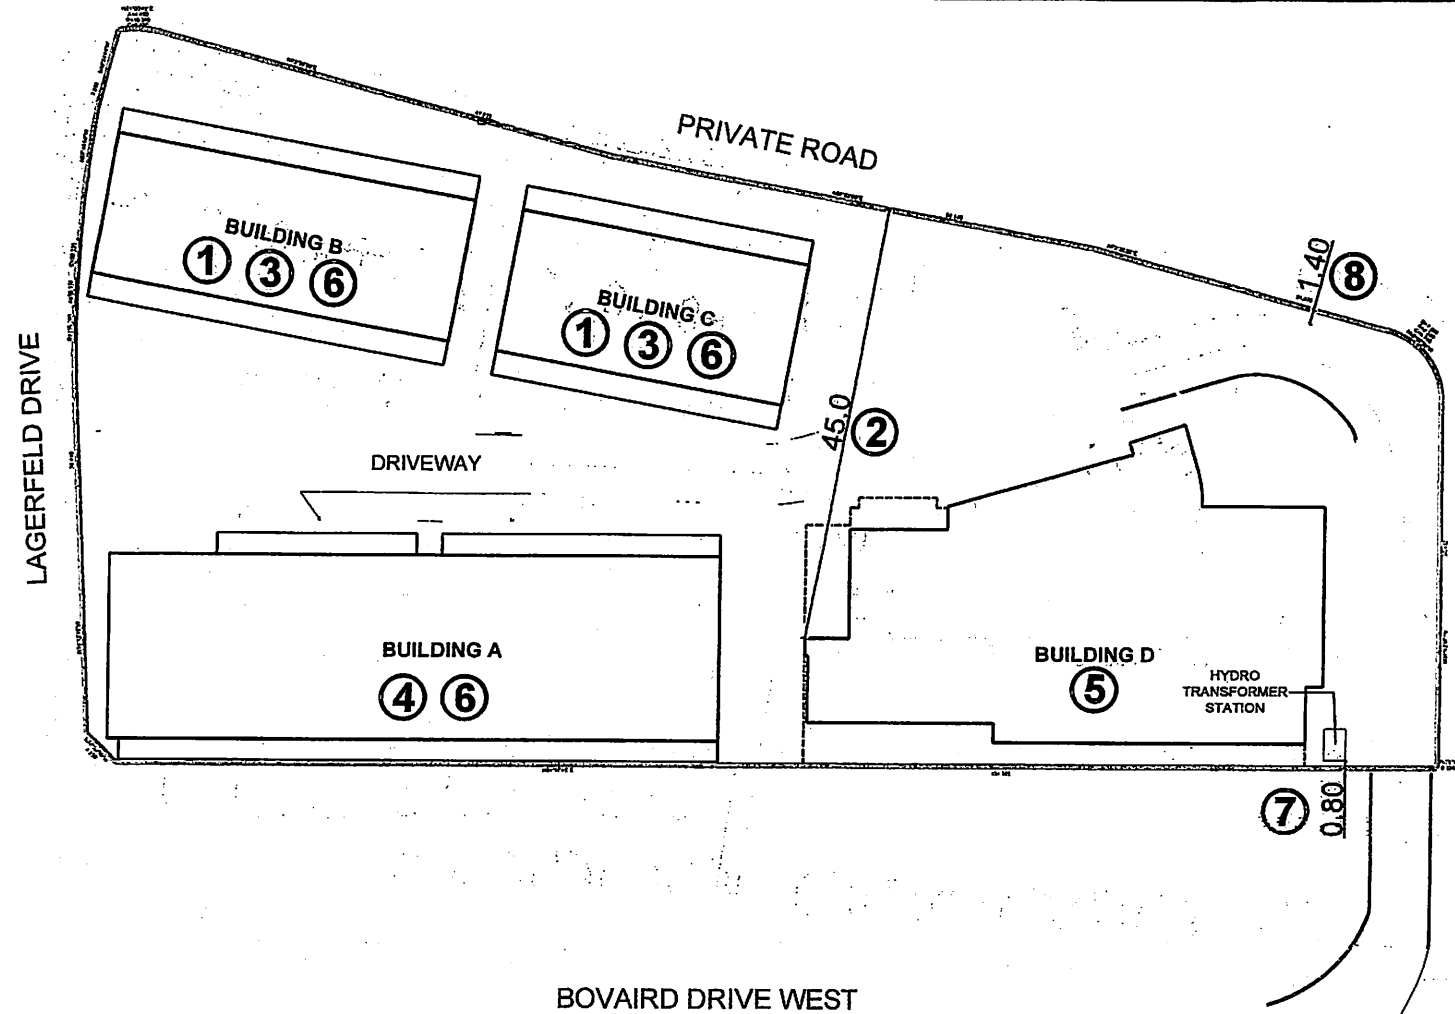 PRIVATE ROAD
BUILDING B
1 3 6
BUILDING C
1 3 6
1.40
8
LAGERFELD DRIVE
45.0
2
DRIVEWAY
BUILDING A
4 6
BUILDING D
5
HYDRO
TRANSFORMER
STATION
7
0.80
BOVAIRD DRIVE WEST